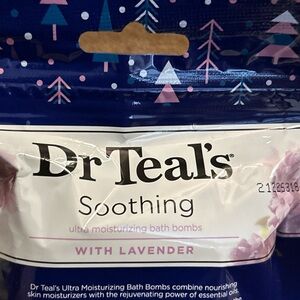 Dr Teal's
Soothing
ultra moisturizing bath bombs
WITH LAVENDER
Dr Teal's Ultra Moisturizing Bath Bombs combine nourishing
skin moisturizers with the rejuvenating power of essential oils